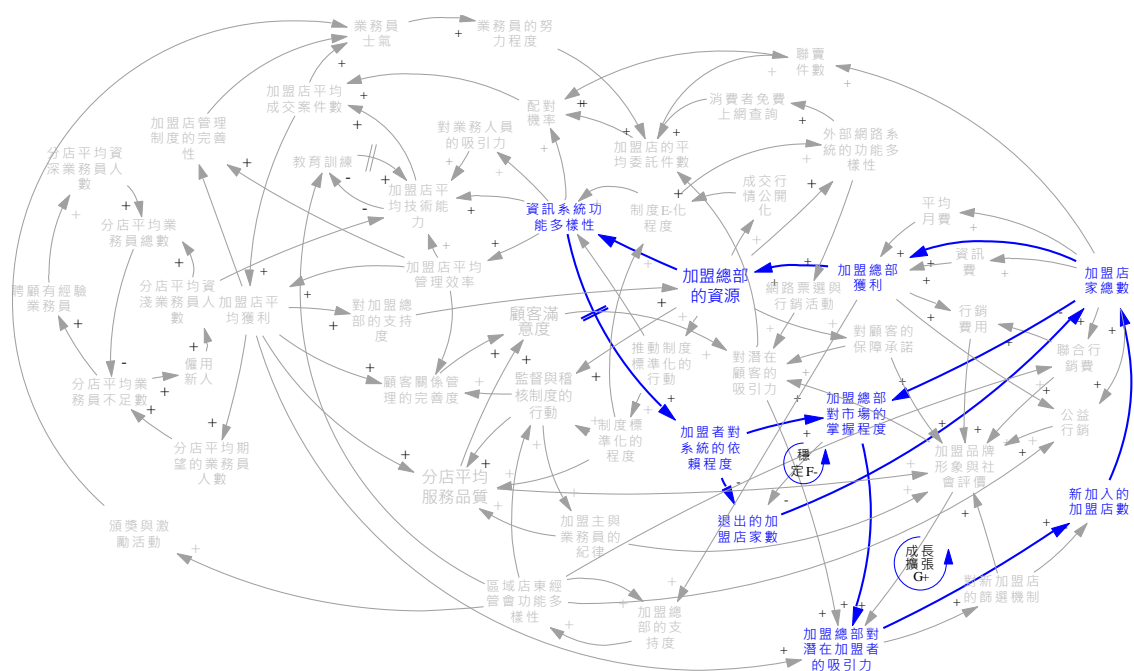 業務員
士氣
業務員的努
力程度
聯賣
件數
加盟店平均
成交案件數
配對
機率
消費者免費
上網查詢
加盟店管理
制度的完善
性
對業務人員
的吸引力
加盟店的平
均委託件數
外部網路系
統的功能多
樣性
分店平均資
深業務員人
數
教育訓練
加盟店平
均技術能
力
成交行
情公開
化
資訊系統功
能多樣性
制度E-化
程度
平均
月費
分店平均業
務員總數
加盟店平均
管理效率
資訊
費
加盟總部
的資源
加盟總部
獲利
加盟店
家總數
聘顧有經驗
業務員
分店平均資
淺業務員人
數
加盟店平
均獲利
對加盟總
部的支持
度
顧客滿
意度
網路票選與
行銷活動
行銷
費用
對顧客的
保障承諾
推動制度
標準化的
行動
對潛在
顧客的
吸引力
聯合行
銷費
僱用
新人
分店平均業
務員不足數
顧客關係管
理的完善度
監督與稽
核制度的
行動
加盟總部
對市場的
掌握程度
公益
行銷
制度標
準化的
程度
加盟者對
系統的依
賴程度
分店平均期
望的業務員
人數
分店平均
服務品質
穩
定F-
加盟品牌
形象與社
會評價
新加入的
加盟店數
頒獎與激
勵活動
加盟主與
業務員的
紀律
退出的加
盟店家數
成長
擴張
G+
區域店東經
管會功能多
樣性
加盟總
部的支
持度
對新加盟店
的篩選機制
加盟總部對
潛在加盟者
的吸引力